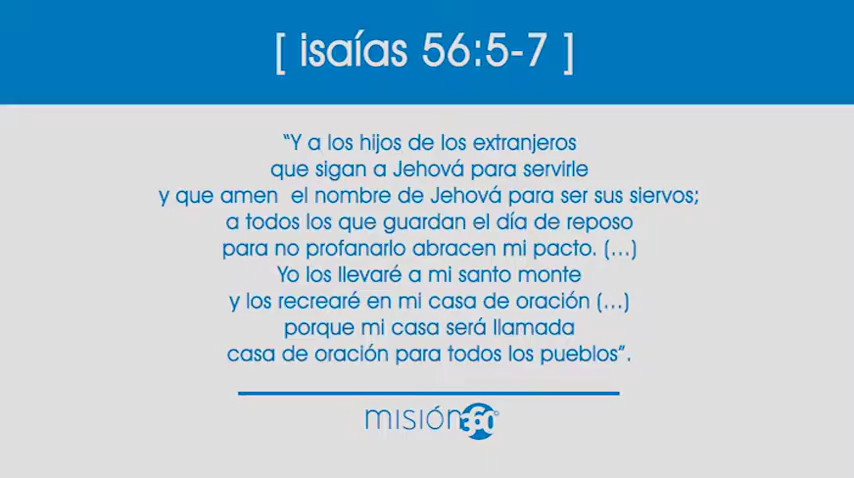 [ isaías 56:5-7 ]
“Y a los hijos de los extranjeros
que sigan a Jehová para servirle
y que amen el nombre de Jehová para ser sus siervos;
a todos los que guardan el día de reposo
para no profanarlo abracen mi pacto. (...)
Yo los llevaré a mi santo monte
y los recrearé en mi casa de oración (...)
porque mi casa será llamada
casa de oración para todos los pueblos”.
misión360